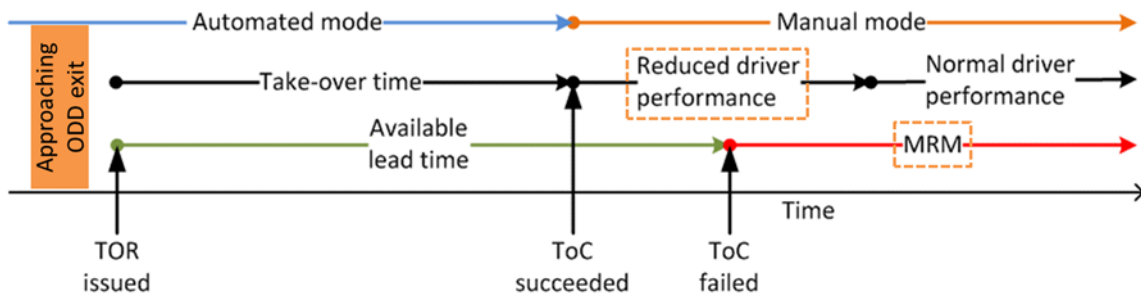 Automated mode
Manual mode
Approaching
ODD exit
Take-over time
Reduced driver
performance
Normal driver
performance
Available
lead time
MRM
Time
TOR
issued
ToC
succeeded
ToC
failed